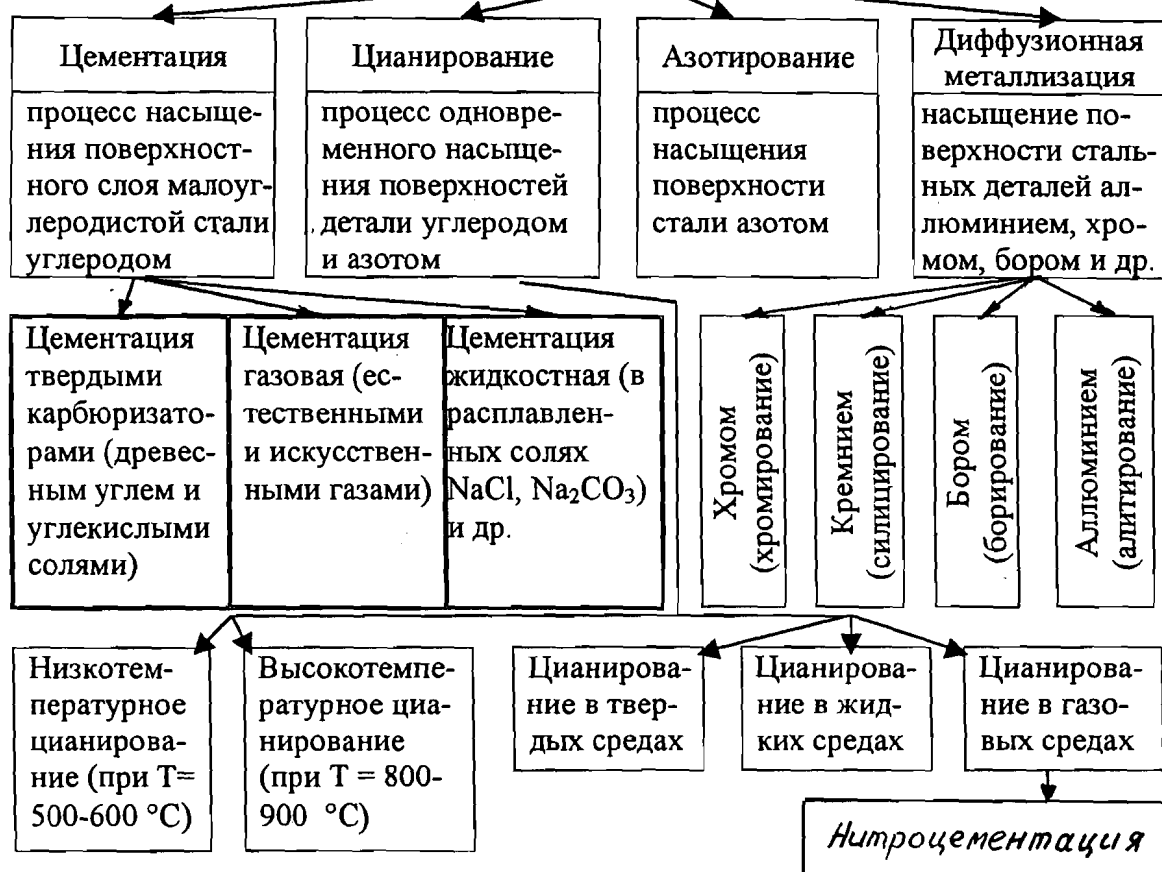 Цементация
процесс насыще-
ния поверхност-
ного слоя малоуг-
леродистой стали
углеродом
Цианирование
процесс одновре-
менного насыще-
ния поверхностей
детали углеродом
и азотом
Азотирование
процесс
насыщения
поверхности
стали азотом
Диффузионная
металлизация
насыщение по-
верхности сталь-
ных деталей ал-
люминием, хро-
мом, бором и др.
Цементация
твердыми
карбюризато-
рами (древес-
ным углем и
углекислыми
солями)
Цементация
газовая (ес-
тественными
и искусствен-
ными газами)
Цементация
жидкостная (в
расплавлен-
ных солях
NaCl, Na₂CO₃)
и др.
Хромом
(хромирование)
Кремнием
(силицирование)
Бором
(борирование)
Аллюминием
(алитирование)
Низкотем-
пературное
цианирова-
ние (при Т=
500-600 °С)
Высокотемпе-
ратурное циа-
нирование
(при Т = 800-
900 °С)
Цианирова-
ние в твер-
дых средах
Цианирова-
ние в жид-
ких средах
Цианирова-
ние в газо-
вых средах
Нитроцементация